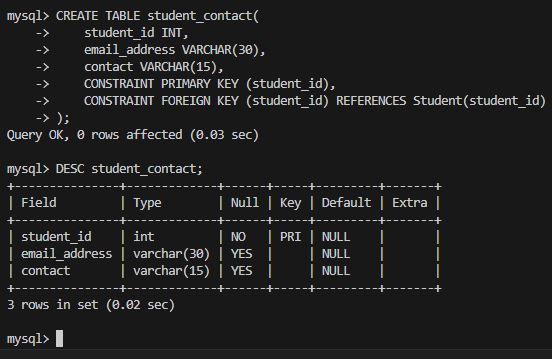 mysql> CREATE TABLE student_contact(
    ->     student_id INT,
    ->     email_address VARCHAR(30),
    ->     contact VARCHAR(15),
    ->     CONSTRAINT PRIMARY KEY (student_id),
    ->     CONSTRAINT FOREIGN KEY (student_id) REFERENCES Student(student_id)
    -> );
Query OK, 0 rows affected (0.03 sec)

mysql> DESC student_contact;
+---------------+-------------+------+-----+---------+-------+
| Field         | Type        | Null | Key | Default | Extra |
+---------------+-------------+------+-----+---------+-------+
| student_id    | int         | NO   | PRI | NULL    |       |
| email_address | varchar(30) | YES  |     | NULL    |       |
| contact       | varchar(15) | YES  |     | NULL    |       |
+---------------+-------------+------+-----+---------+-------+
3 rows in set (0.02 sec)

mysql>